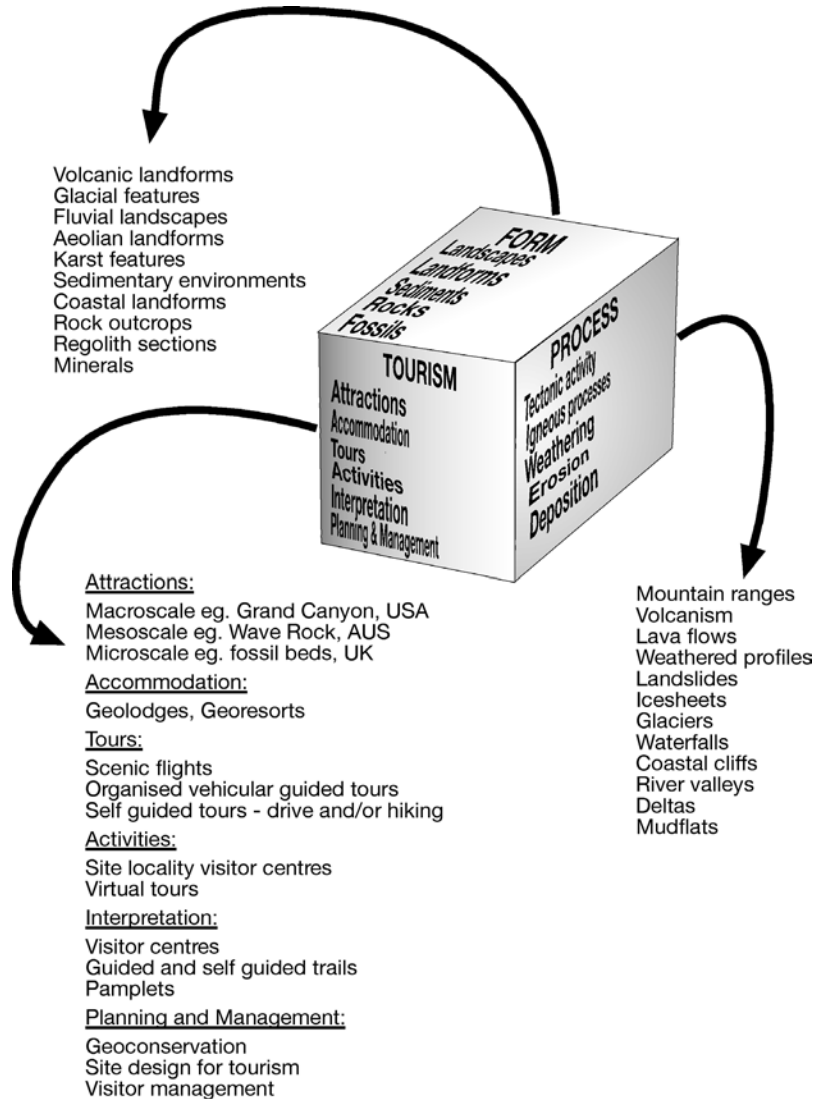 Volcanic landforms
Glacial features
Fluvial landscapes
Aeolian landforms
Karst features
Sedimentary environments
Coastal landforms
Rock outcrops
Regolith sections
Minerals
FORM
Landscapes
Landforms
Sediments
Rocks
Fossils
TOURISM
Attractions
Accommodation
Tours
Activities
Interpretation
Planning & Management
PROCESS
Tectonic activity
Igneous processes
Weathering
Erosion
Deposition
Attractions:
Macroscale eg. Grand Canyon, USA
Mesoscale eg. Wave Rock, AUS
Microscale eg. fossil beds, UK
Accommodation:
Geolodges, Georesorts
Tours:
Scenic flights
Organised vehicular guided tours
Self guided tours - drive and/or hiking
Activities:
Site locality visitor centres
Virtual tours
Interpretation:
Visitor centres
Guided and self guided trails
Pamplets
Planning and Management:
Geoconservation
Site design for tourism
Visitor management
Mountain ranges
Volcanism
Lava flows
Weathered profiles
Landslides
Icesheets
Glaciers
Waterfalls
Coastal cliffs
River valleys
Deltas
Mudflats